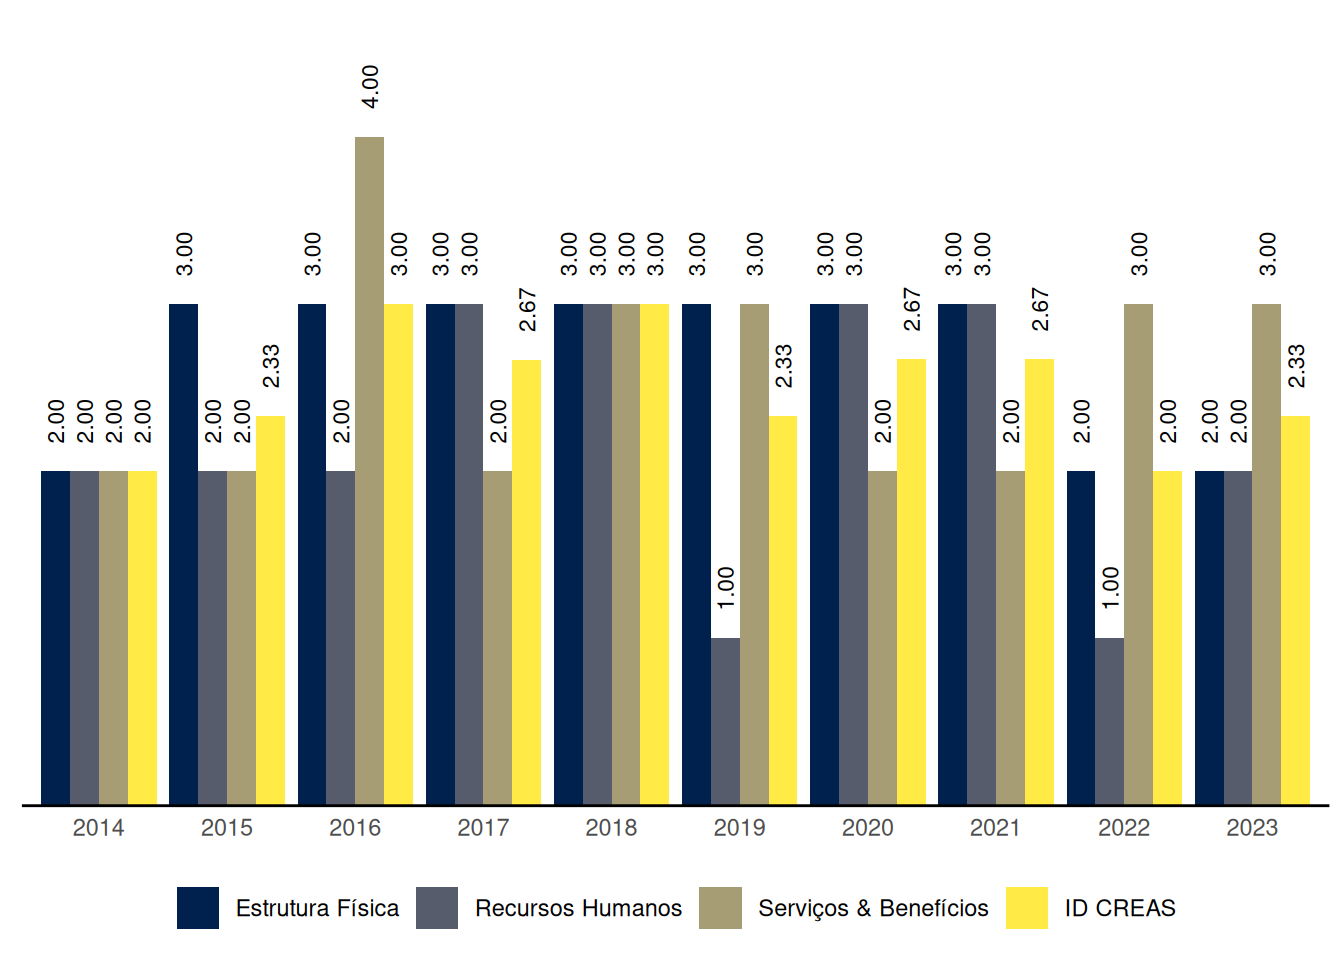 4.00
3.00 3.00 3.00 3.00 3.00 3.00 3.00 3.00 3.00 3.00 3.00 3.00 3.00 3.00 3.00 3.00 3.00
2.67 2.67 2.67
2.33 2.33 2.33
2.00 2.00 2.00 2.00 2.00 2.00 2.00 2.00 2.00 2.00 2.00 2.00 2.00 2.00
1.00 1.00
2014 2015 2016 2017 2018 2019 2020 2021 2022 2023
Estrutura Física Recursos Humanos Serviços & Benefícios ID CREAS